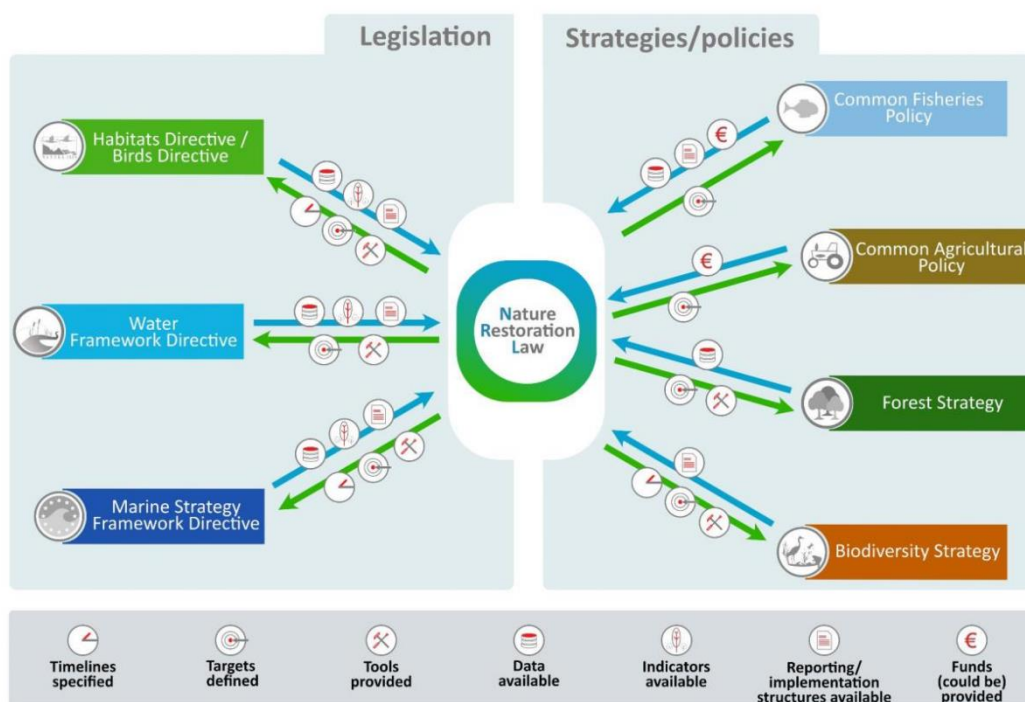 Legislation
Strategies/policies
Habitats Directive /
Birds Directive
Water
Framework Directive
Marine Strategy
Framework Directive
Nature
Restoration
Law
Common Fisheries
Policy
Common Agricultural
Policy
Forest Strategy
Biodiversity Strategy
€
€
Timelines
specified
Targets
defined
Tools
provided
Data
available
Indicators
available
Reporting/
implementation
structures available
€
Funds
(could be)
provided